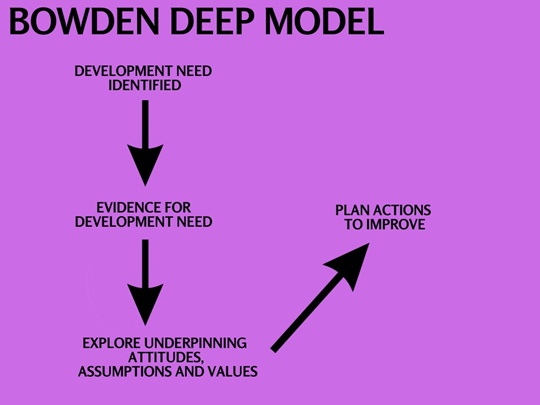 BOWDEN DEEP MODEL
DEVELOPMENT NEED
IDENTIFIED
EVIDENCE FOR
DEVELOPMENT NEED
PLAN ACTIONS
TO IMPROVE
EXPLORE UNDERPINNING
ATTITUDES,
ASSUMPTIONS AND VALUES